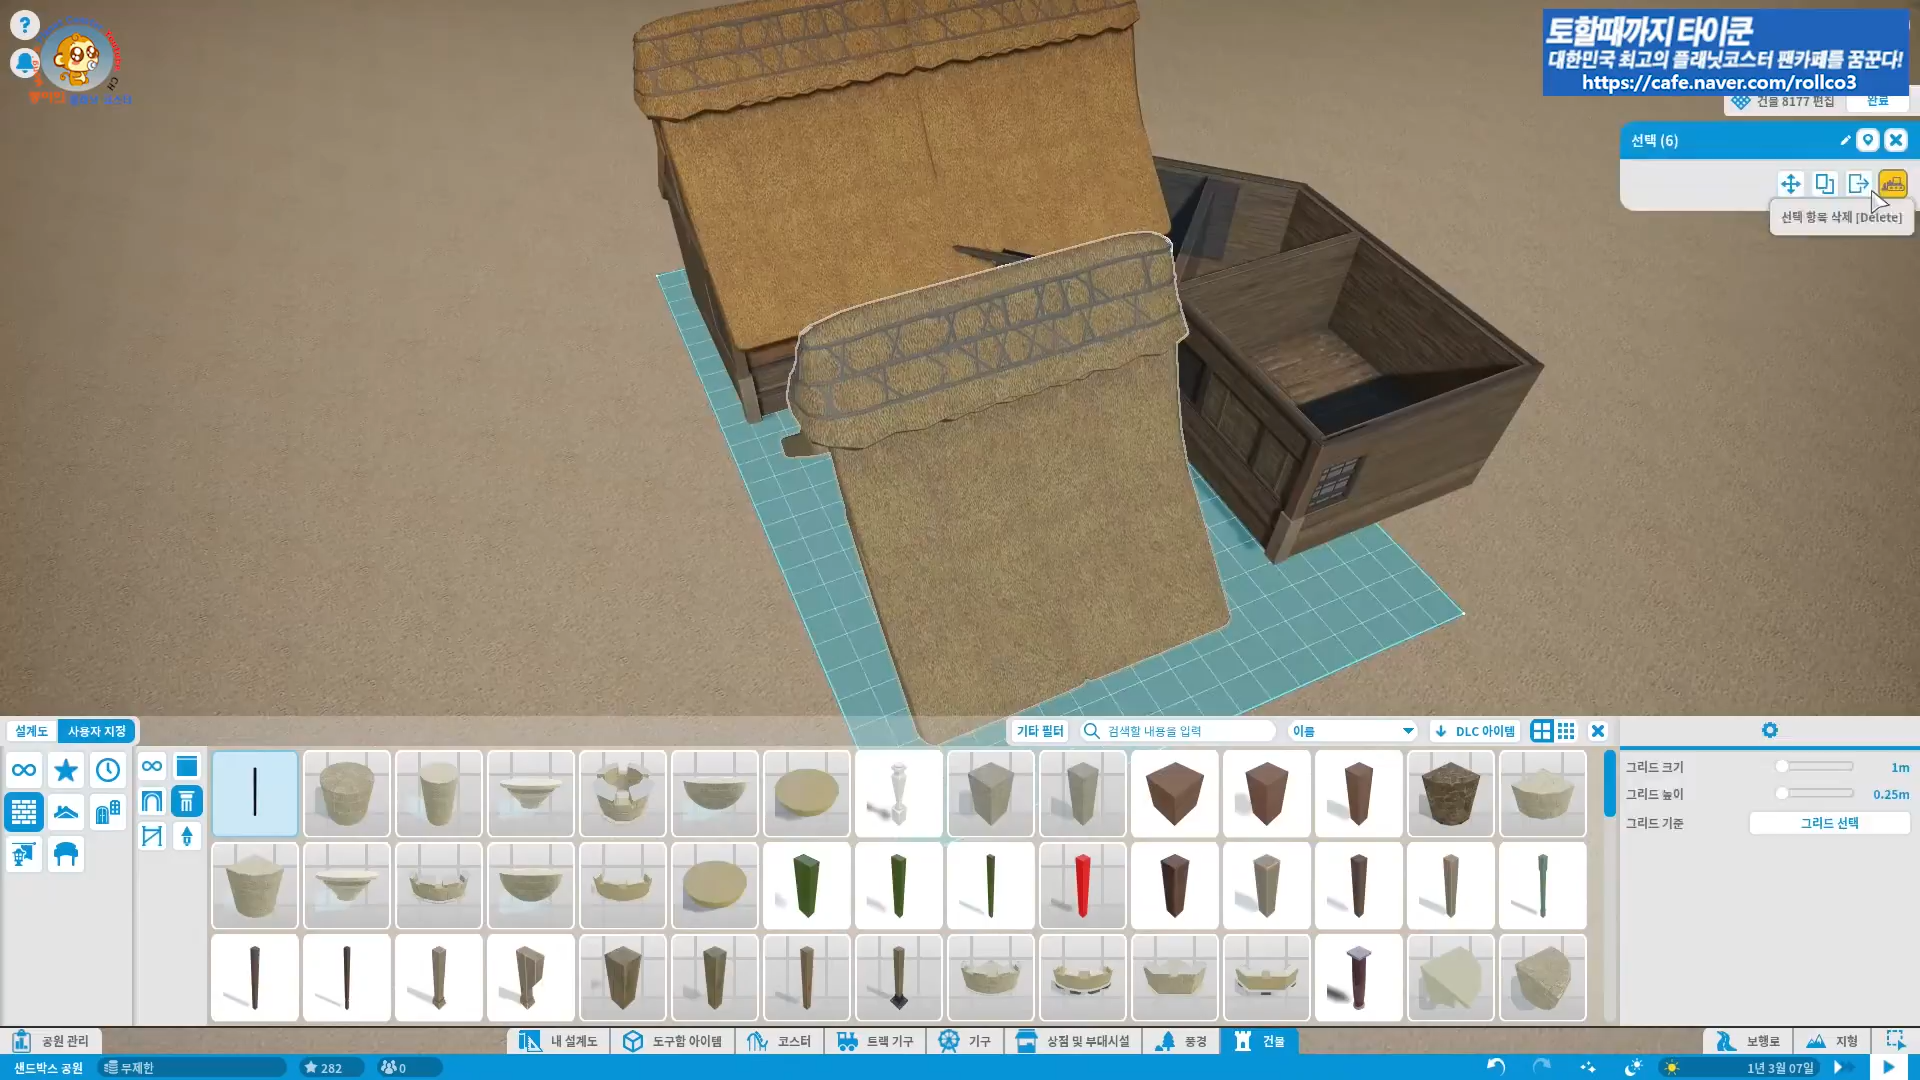 ?
토할때까지 타이쿤
대한민국 최고의 플래닛코스터 팬카페를 꿈꾼다!
https://cafe.naver.com/rollco3
건물 8177 편집
완료
선택 (6)
선택 항목 삭제 [Delete]
설계도
사용자 지정
기타 필터
검색할 내용을 입력
이름
DLC 아이템
그리드 크기
1m
그리드 높이
0.25m
그리드 기준
그리드 선택
공원 관리
내 설계도
도구함 아이템
코스터
트랙 기구
기구
상점 및 부대시설
풍경
건물
보행로
지형
샌드박스 공원
무제한
282
0
1년 3월 07일